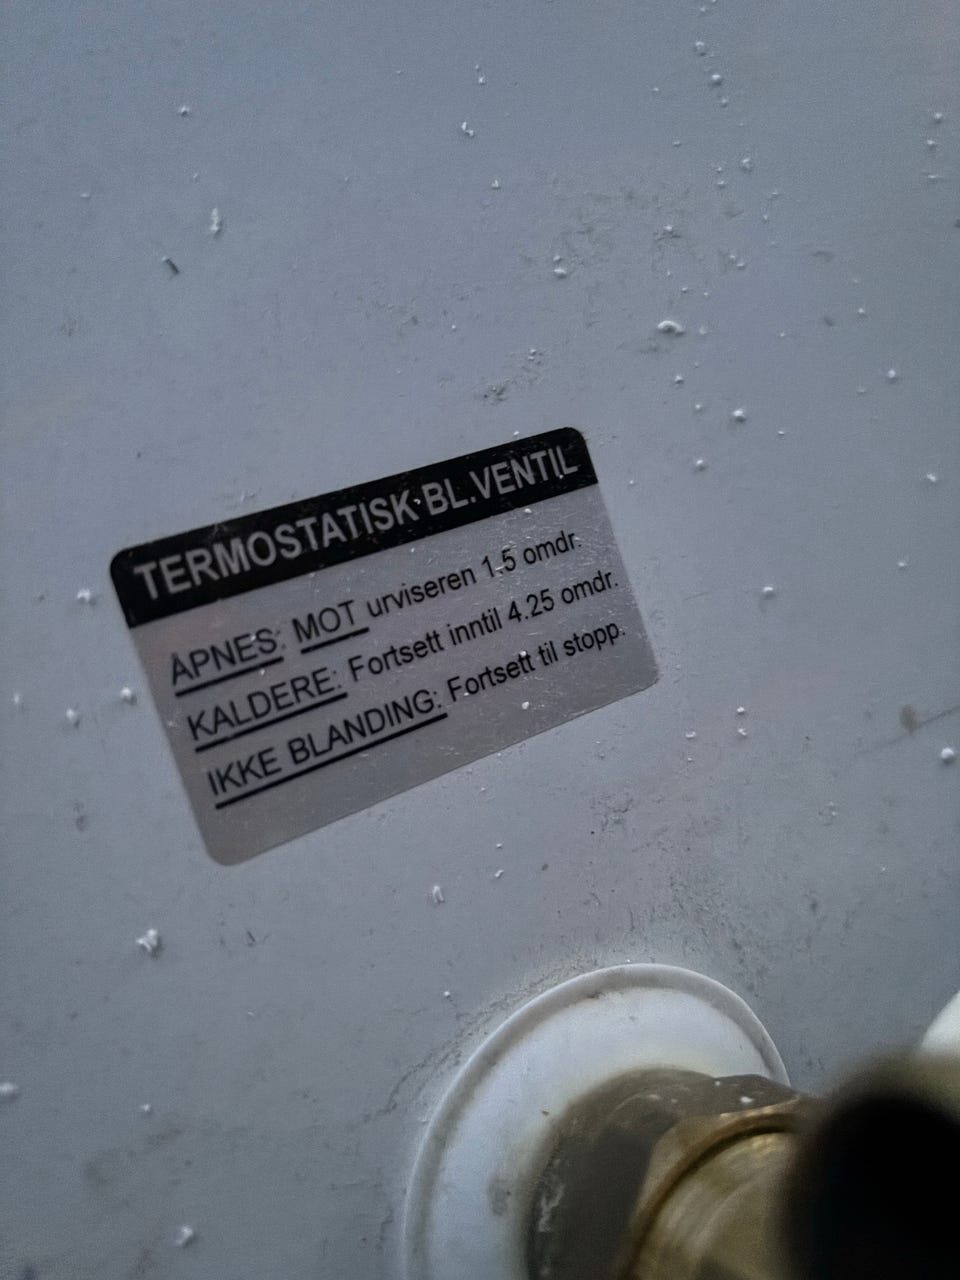 TERMOSTATISK BL.VENTIL
ÅPNES: MOT urviseren 1.5 omdr.
KALDERE: Fortsett inntil 4.25 omdr.
IKKE BLANDING: Fortsett til stopp.